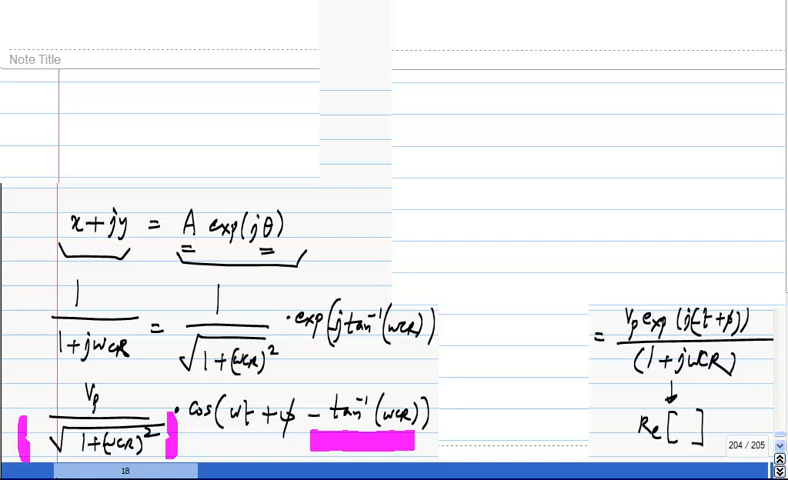 Note Title
x + jy = A exp(jθ)
1 / (1 + jωCR) = 1 / √(1 + (ωCR)²) · exp(-j tan⁻¹(ωCR))
Vp / √(1 + (ωCR)²) · cos(ωt + φ - tan⁻¹(ωCR))
= Vp exp(j(-t + φ)) / (1 + jωCR)
Re [ ]
204 / 205
18